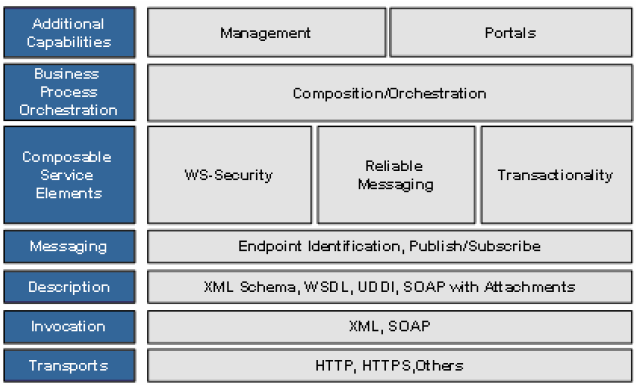 Additional
Capabilities
Management
Portals
Business
Process
Orchestration
Composition/Orchestration
Composable
Service
Elements
WS-Security
Reliable
Messaging
Transactionality
Messaging
Endpoint Identification, Publish/Subscribe
Description
XML Schema, WSDL, UDDI, SOAP with Attachments
Invocation
XML, SOAP
Transports
HTTP, HTTPS,Others